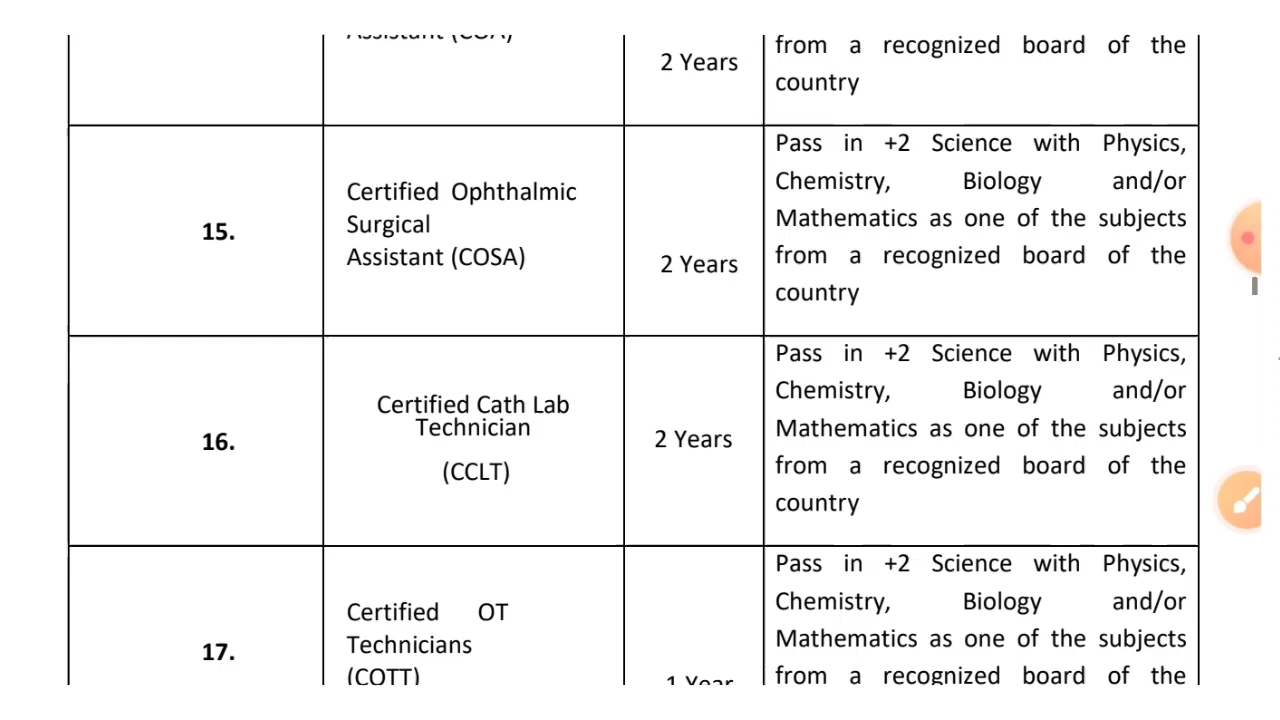 Assistant (COA)
2 Years
from a recognized board of the
country
15.
Certified Ophthalmic
Surgical
Assistant (COSA)
2 Years
Pass in +2 Science with Physics,
Chemistry, Biology and/or
Mathematics as one of the subjects
from a recognized board of the
country
16.
Certified Cath Lab
Technician
(CCLT)
2 Years
Pass in +2 Science with Physics,
Chemistry, Biology and/or
Mathematics as one of the subjects
from a recognized board of the
country
17.
Certified OT
Technicians
(COTT)
1 Year
Pass in +2 Science with Physics,
Chemistry, Biology and/or
Mathematics as one of the subjects
from a recognized board of the